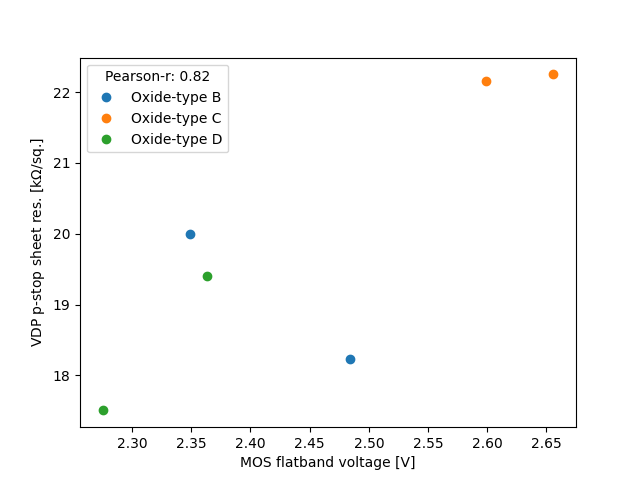 Pearson-r: 0.82
Oxide-type B
Oxide-type C
Oxide-type D
22
21
20
19
18
VDP p-stop sheet res. [kΩ/sq.]
2.30 2.35 2.40 2.45 2.50 2.55 2.60 2.65
MOS flatband voltage [V]